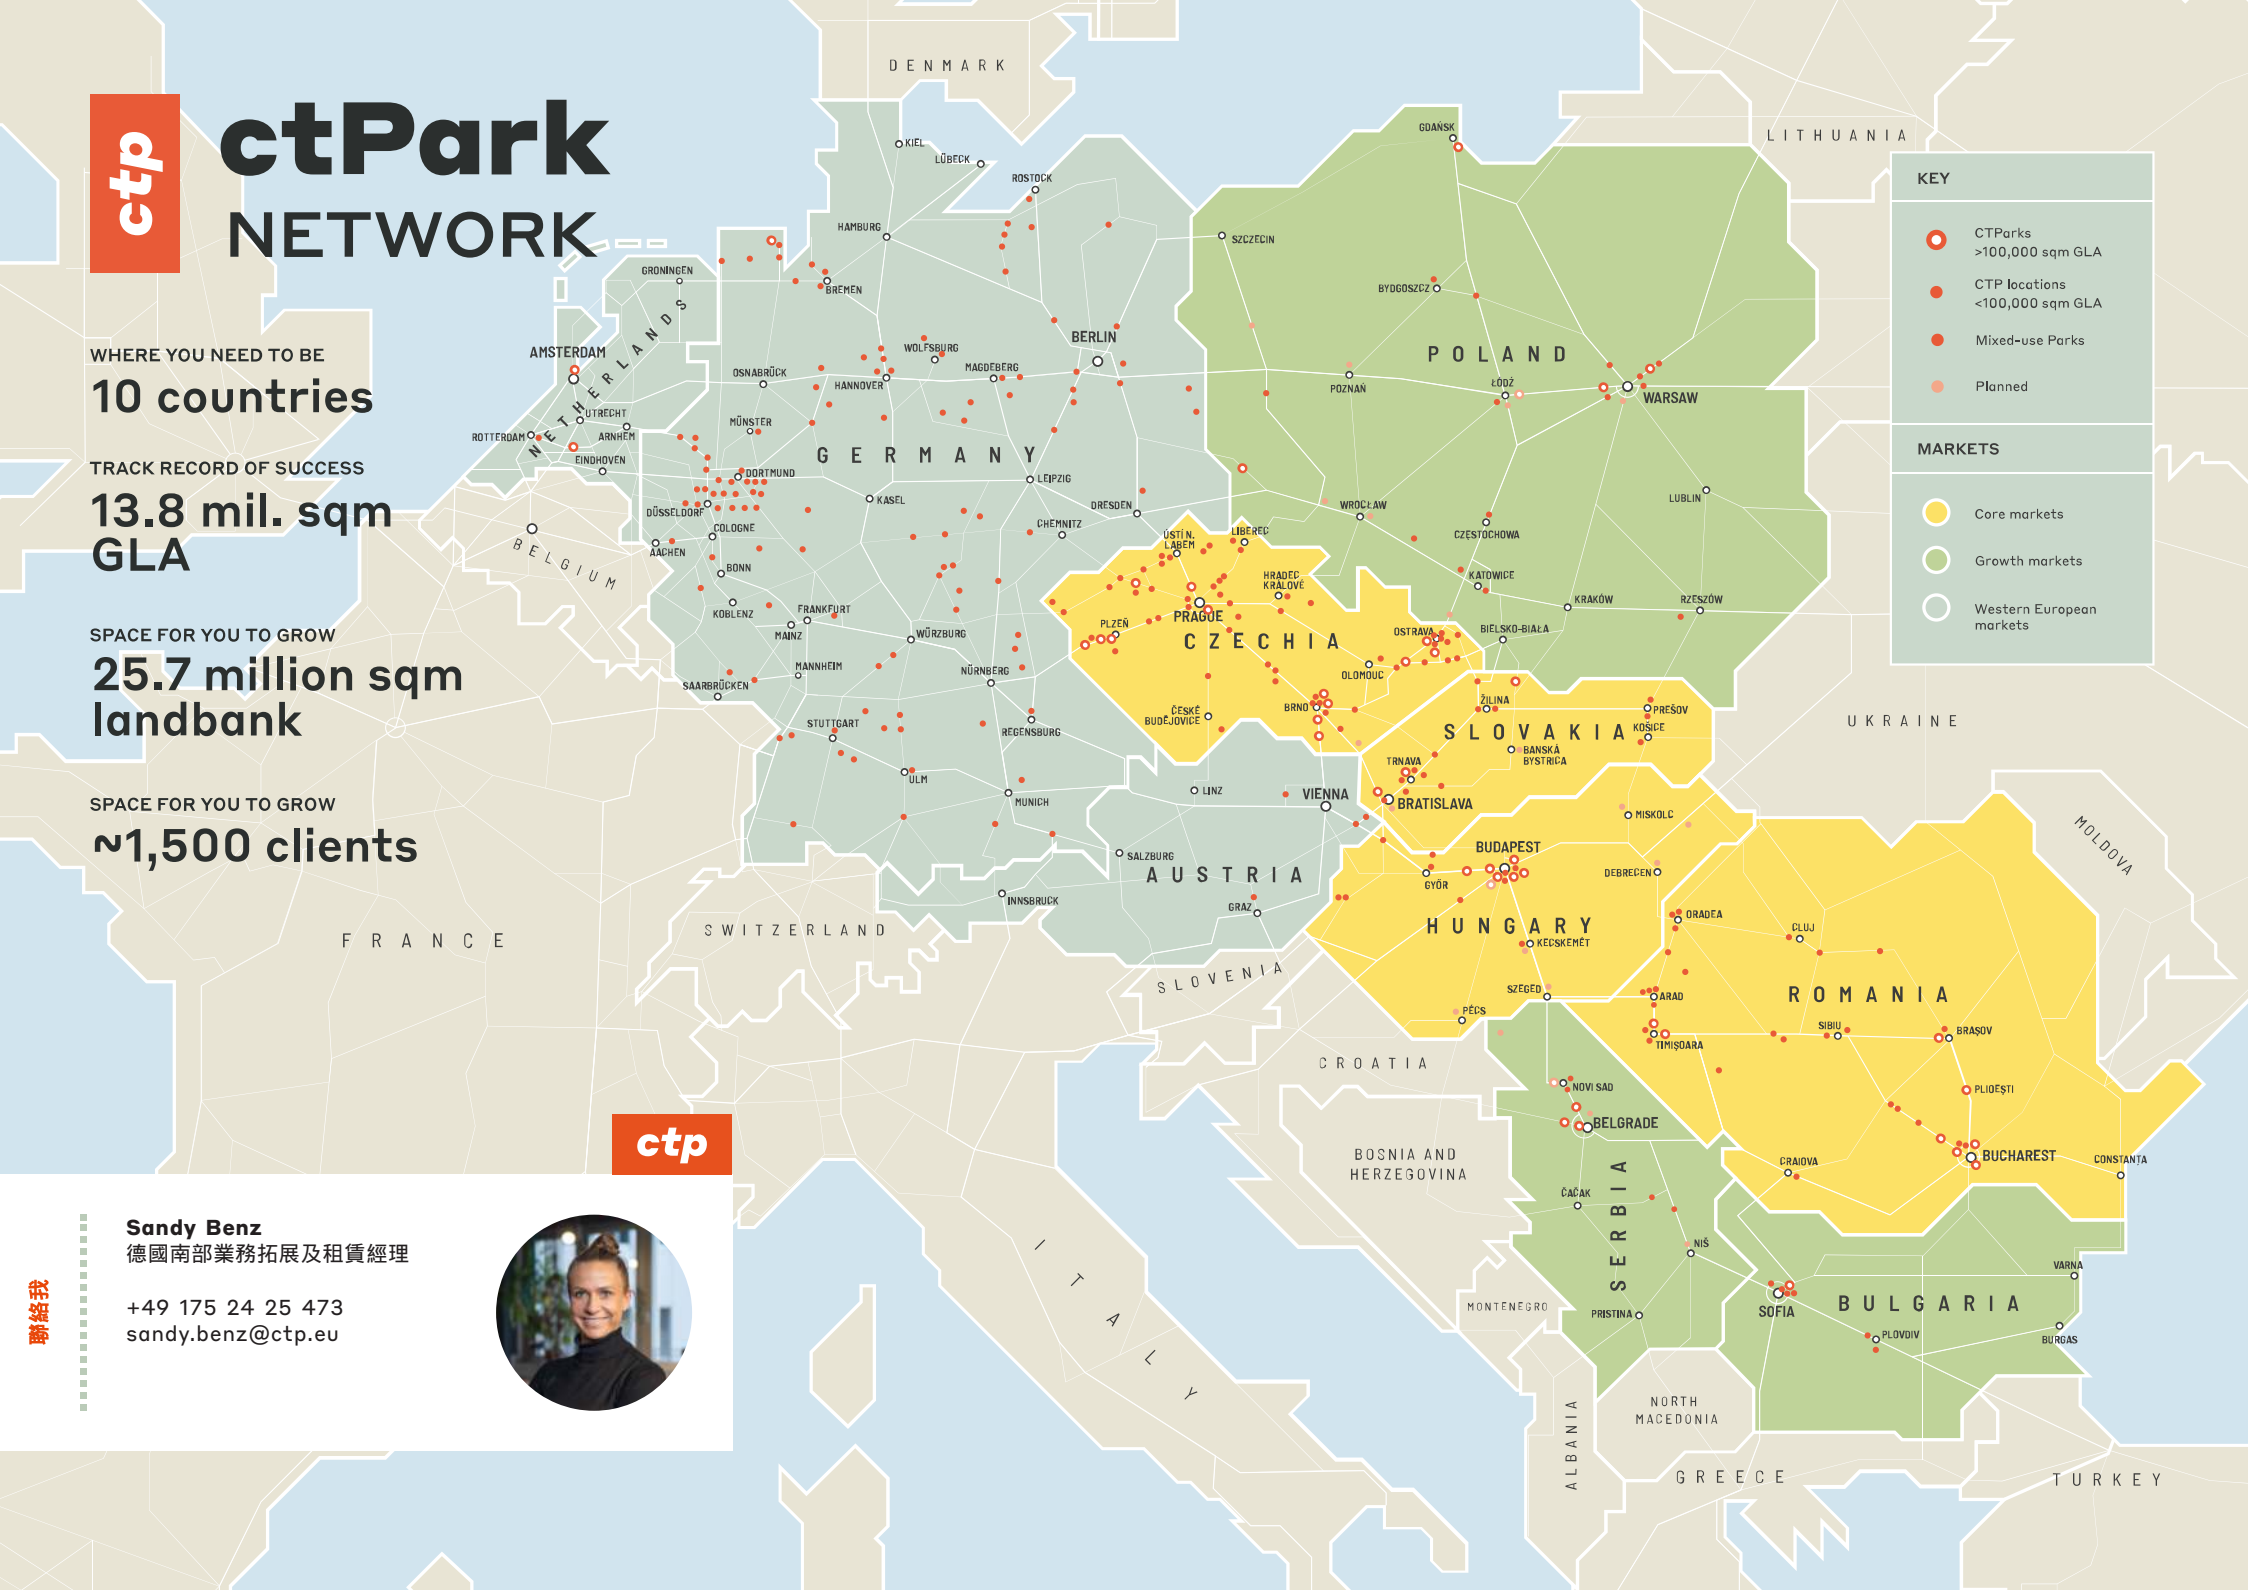 ctp
ctPark
NETWORK
WHERE YOU NEED TO BE
10 countries
TRACK RECORD OF SUCCESS
13.8 mil. sqm
GLA
SPACE FOR YOU TO GROW
25.7 million sqm
landbank
SPACE FOR YOU TO GROW
~1,500 clients
KEY
CTParks
>100,000 sqm GLA
CTP locations
<100,000 sqm GLA
Mixed-use Parks
Planned
MARKETS
Core markets
Growth markets
Western European
markets
DENMARK
LITHUANIA
KIEL
LÜBECK
ROSTOCK
HAMBURG
BREMEN
GRONINGEN
NETHERLANDS
AMSTERDAM
UTRECHT
ROTTERDAM
ARNHEM
EINDHOVEN
BELGIUM
OSNABRÜCK
HANNOVER
WOLFSBURG
MAGDEBERG
BERLIN
MÜNSTER
GERMANY
DORTMUND
DÜSSELDORF
COLOGNE
AACHEN
BONN
KOBLENZ
KASEL
LEIPZIG
DRESDEN
CHEMNITZ
FRANKFURT
MAINZ
WÜRZBURG
MANNHEIM
SAARBRÜCKEN
NÜRNBERG
STUTTGART
REGENSBURG
ULM
MUNICH
GDAŃSK
SZCZECIN
BYDGOSZCZ
POLAND
POZNAŃ
ŁÓDŹ
WARSAW
LUBLIN
WROCŁAW
CZĘSTOCHOWA
KATOWICE
KRAKÓW
RZESZÓW
BIELSKO-BIAŁA
ÚSTÍ N.
LABEM
LIBEREC
HRADEC
KRÁLOVÉ
PRAGUE
PLZEŇ
CZECHIA
OSTRAVA
OLOMOUC
BRNO
ČESKÉ
BUDĚJOVICE
ŽILINA
PREŠOV
SLOVAKIA
KOŠICE
BANSKÁ
BYSTRICA
TRNAVA
BRATISLAVA
UKRAINE
MOLDOVA
LINZ
VIENNA
SALZBURG
AUSTRIA
INNSBRUCK
GRAZ
MISKOLC
BUDAPEST
GYŐR
DEBRECEN
HUNGARY
KECSKEMÉT
SZEGED
PÉCS
ORADEA
CLUJ
ARAD
ROMANIA
TIMIȘOARA
SIBIU
BRAȘOV
PLIOEȘTI
BUCHAREST
CRAIOVA
CONSTANȚA
FRANCE
SWITZERLAND
SLOVENIA
CROATIA
BOSNIA AND
HERZEGOVINA
NOVI SAD
BELGRADE
SERBIA
ČAČAK
NIŠ
PRISTINA
MONTENEGRO
SOFIA
BULGARIA
PLOVDIV
VARNA
BURGAS
NORTH
MACEDONIA
ALBANIA
GREECE
TURKEY
ITALY
ctp
聯絡我
Sandy Benz
德國南部業務拓展及租賃經理
+49 175 24 25 473
sandy.benz@ctp.eu